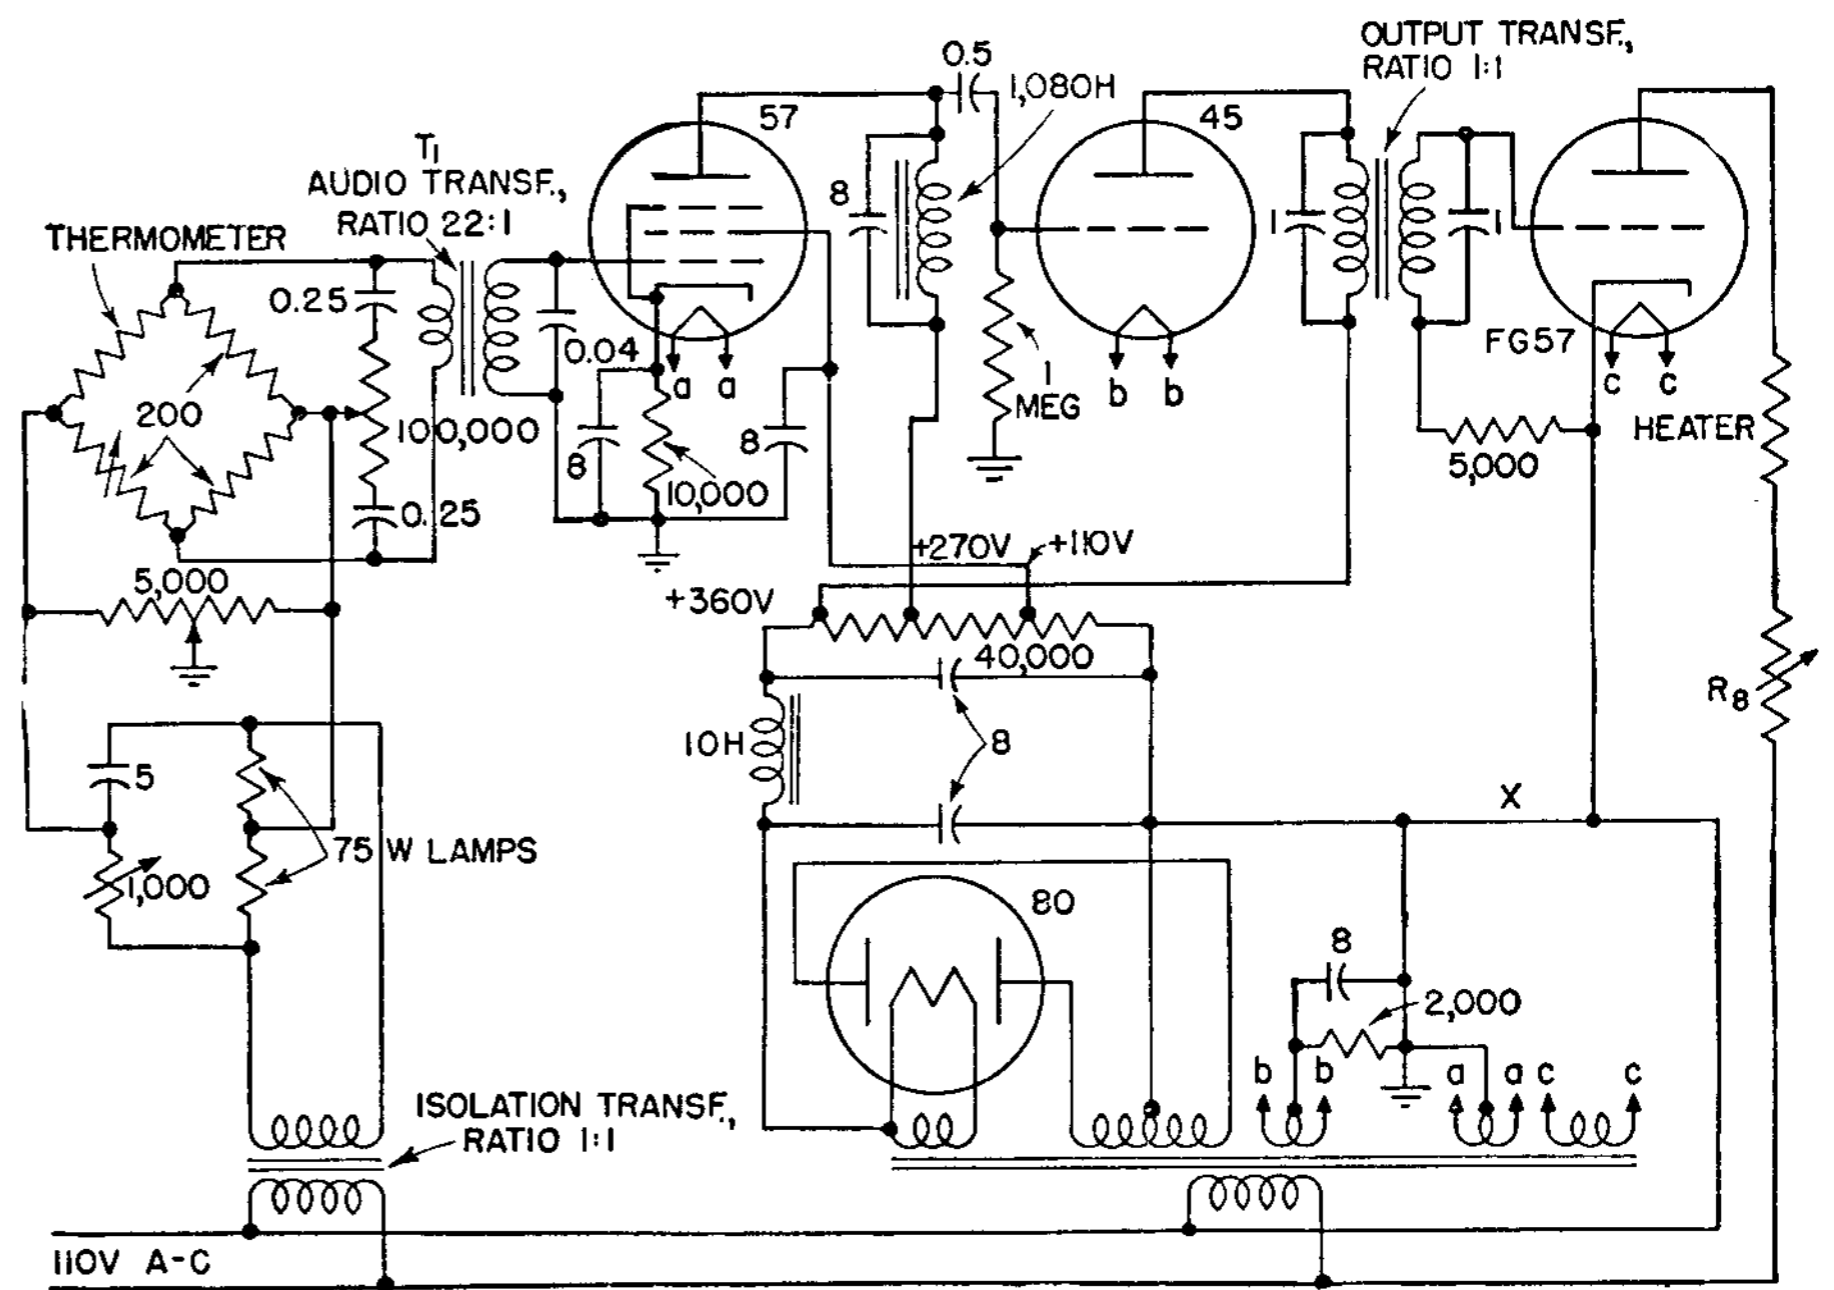 OUTPUT TRANSF.,
RATIO 1:1
0.5
1,080H
57
45
T1
AUDIO TRANSF.,
RATIO 22:1
8
1
1
THERMOMETER
0.25
0.04
FG57
a a
b b
c c
200
1
MEG
HEATER
100,000
8
8
5,000
10,000
0.25
+270V
+110V
5,000
+360V
40,000
R8
10H
8
5
X
75 W LAMPS
1,000
80
8
2,000
b b a a c c
ISOLATION TRANSF.,
RATIO 1:1
110V A-C